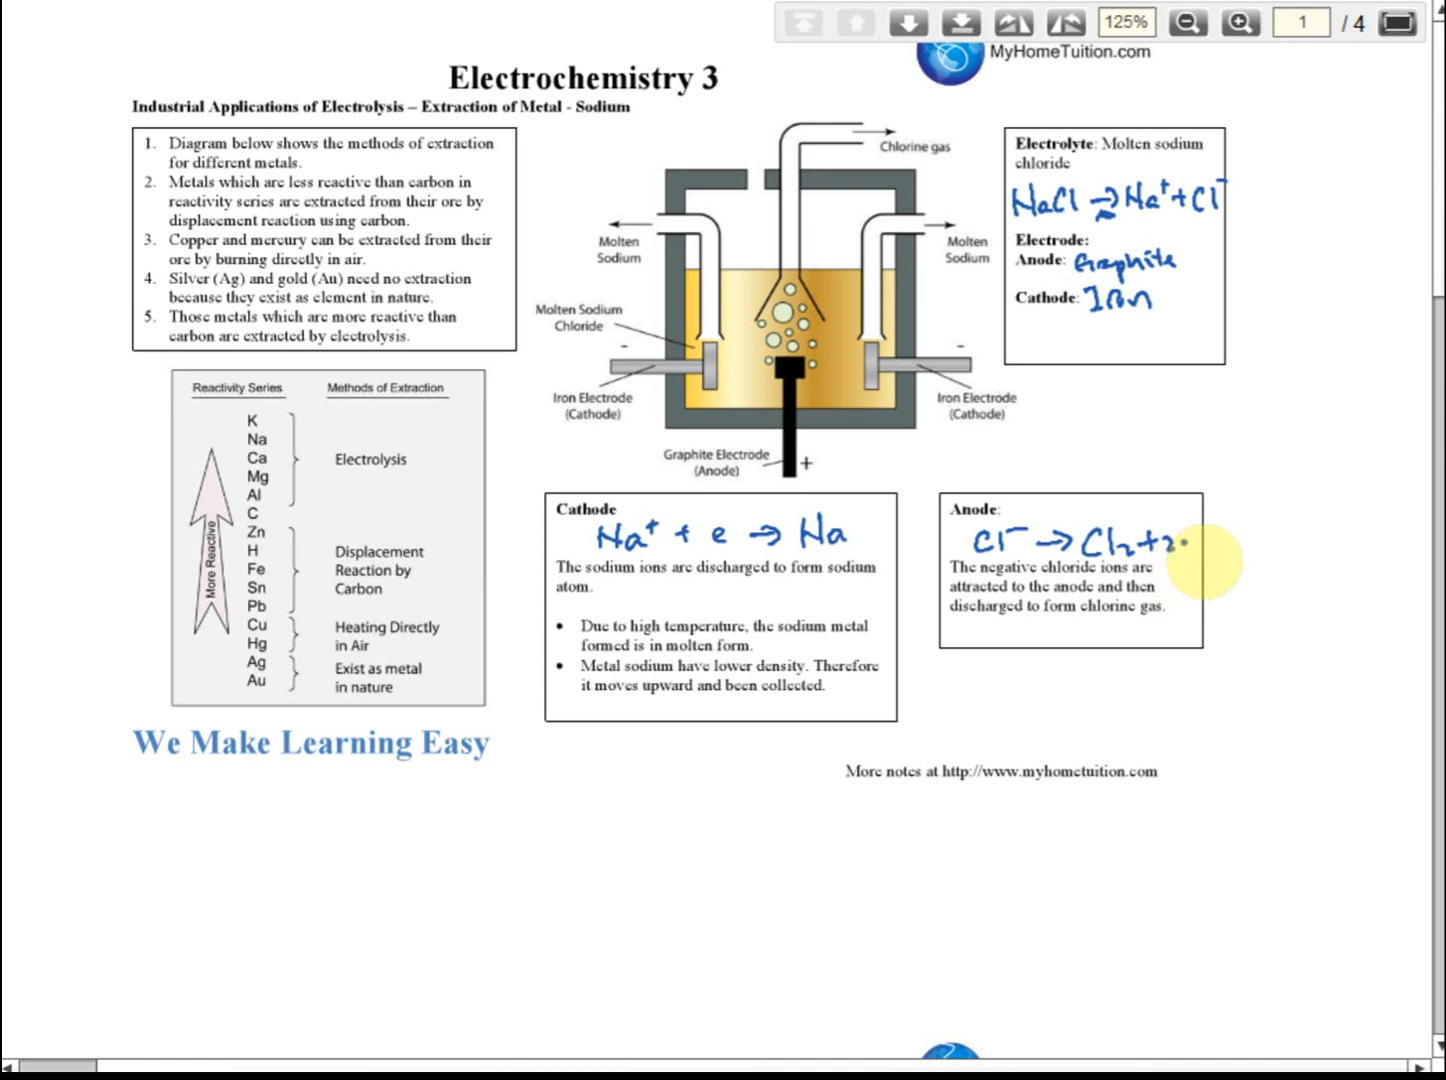 125%
1
/ 4
MyHomeTuition.com
Electrochemistry 3
Industrial Applications of Electrolysis – Extraction of Metal - Sodium
1. Diagram below shows the methods of extraction
for different metals.
2. Metals which are less reactive than carbon in
reactivity series are extracted from their ore by
displacement reaction using carbon.
3. Copper and mercury can be extracted from their
ore by burning directly in air.
4. Silver (Ag) and gold (Au) need no extraction
because they exist as element in nature.
5. Those metals which are more reactive than
carbon are extracted by electrolysis.
Reactivity Series
Methods of Extraction
More Reactive
K
Na
Ca
Mg
Al
C
Zn
H
Fe
Sn
Pb
Cu
Hg
Ag
Au
Electrolysis
Displacement
Reaction by
Carbon
Heating Directly
in Air
Exist as metal
in nature
Chlorine gas
Molten
Sodium
Molten
Sodium
Molten Sodium
Chloride
-
-
Iron Electrode
(Cathode)
Iron Electrode
(Cathode)
Graphite Electrode
(Anode)
+
Electrolyte: Molten sodium
chloride
NaCl → Na⁺ + Cl⁻
Electrode:
Anode: Graphite
Cathode: Iron
Cathode
Na⁺ + e → Na
The sodium ions are discharged to form sodium
atom.
• Due to high temperature, the sodium metal
formed is in molten form.
• Metal sodium have lower density. Therefore
it moves upward and been collected.
Anode:
Cl⁻ → Cl₂ + 2
The negative chloride ions are
attracted to the anode and then
discharged to form chlorine gas.
We Make Learning Easy
More notes at http://www.myhometuition.com